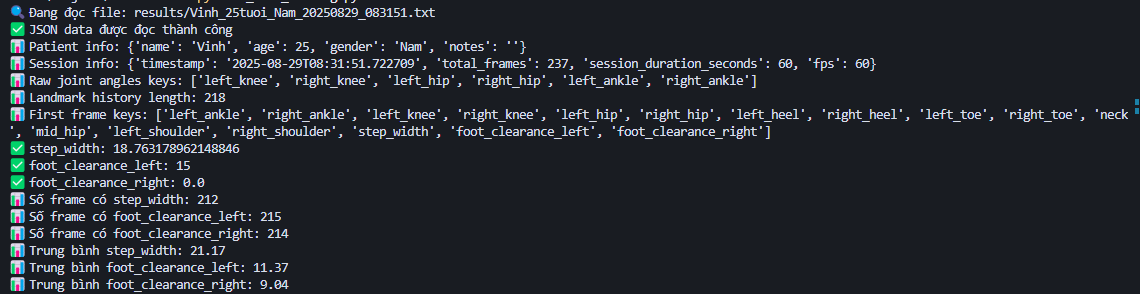 🔍 Đang đọc file: results/Vinh_25tuoi_Nam_20250829_083151.txt
✅ JSON data được đọc thành công
📊 Patient info: {'name': 'Vinh', 'age': 25, 'gender': 'Nam', 'notes': ''}
📊 Session info: {'timestamp': '2025-08-29T08:31:51.722709', 'total_frames': 237, 'session_duration_seconds': 60, 'fps': 60}
📊 Raw joint angles keys: ['left_knee', 'right_knee', 'left_hip', 'right_hip', 'left_ankle', 'right_ankle']
📊 Landmark history length: 218
📊 First frame keys: ['left_ankle', 'right_ankle', 'left_knee', 'right_knee', 'left_hip', 'right_hip', 'left_heel', 'right_heel', 'left_toe', 'right_toe', 'neck
', 'mid_hip', 'left_shoulder', 'right_shoulder', 'step_width', 'foot_clearance_left', 'foot_clearance_right']
✅ step_width: 18.763178962148846
✅ foot_clearance_left: 15
✅ foot_clearance_right: 0.0
📊 Số frame có step_width: 212
📊 Số frame có foot_clearance_left: 215
📊 Số frame có foot_clearance_right: 214
📊 Trung bình step_width: 21.17
📊 Trung bình foot_clearance_left: 11.37
📊 Trung bình foot_clearance_right: 9.04